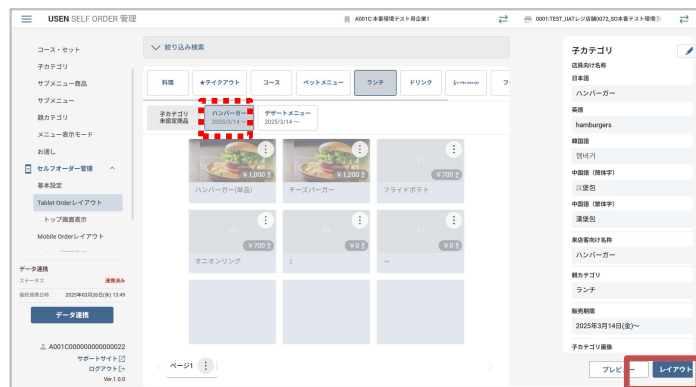 USEN SELF ORDER 管理
A001C:本番環境テスト用企業1
0001:TEST_UATレジ店舗0072_SO本番テスト環境①
コース・セット
子カテゴリ
サブメニュー商品
サブメニュー
親カテゴリ
メニュー表示モード
お通し
セルフオーダー管理
基本設定
Tablet Orderレイアウト
トップ画面表示
Mobile Orderレイアウト
データ連携
ステータス 連携済み
最終連携日時 2025年03月26日(水) 13:49
データ連携
A001C000000000000022
サポートサイト
ログアウト
Ver.1.0.0
絞り込み検索
料理
★テイクアウト
コース
ペットメニュー
ランチ
ドリンク
子カテゴリ
未設定商品
ハンバーガー
2025/3/14 ～
デザートメニュー
2025/3/14 ～
¥1,000
ハンバーガー(単品)
¥1,200
チーズバーガー
¥700
フライドポテト
¥700
オニオンリング
¥0
¥0
ページ1
子カテゴリ
店員向け名称
日本語
ハンバーガー
英語
hamburgers
韓国語
햄버거
中国語（簡体字）
汉堡包
中国語（繁体字）
漢堡包
来店客向け名称
ハンバーガー
親カテゴリ
ランチ
販売期間
2025年3月14日(金)～
子カテゴリ画像
プレビュー
レイアウト